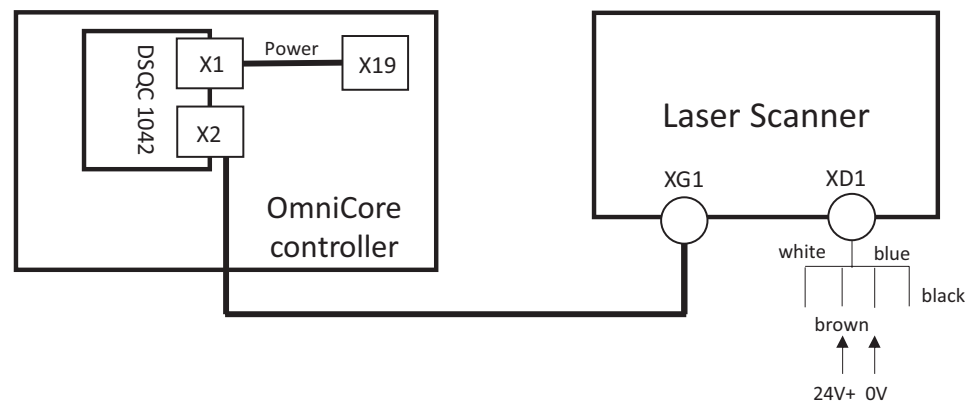 DSQC 1042
X1
Power
X19
X2
OmniCore
controller
Laser Scanner
XG1
XD1
white
blue
black
brown
24V+ 0V